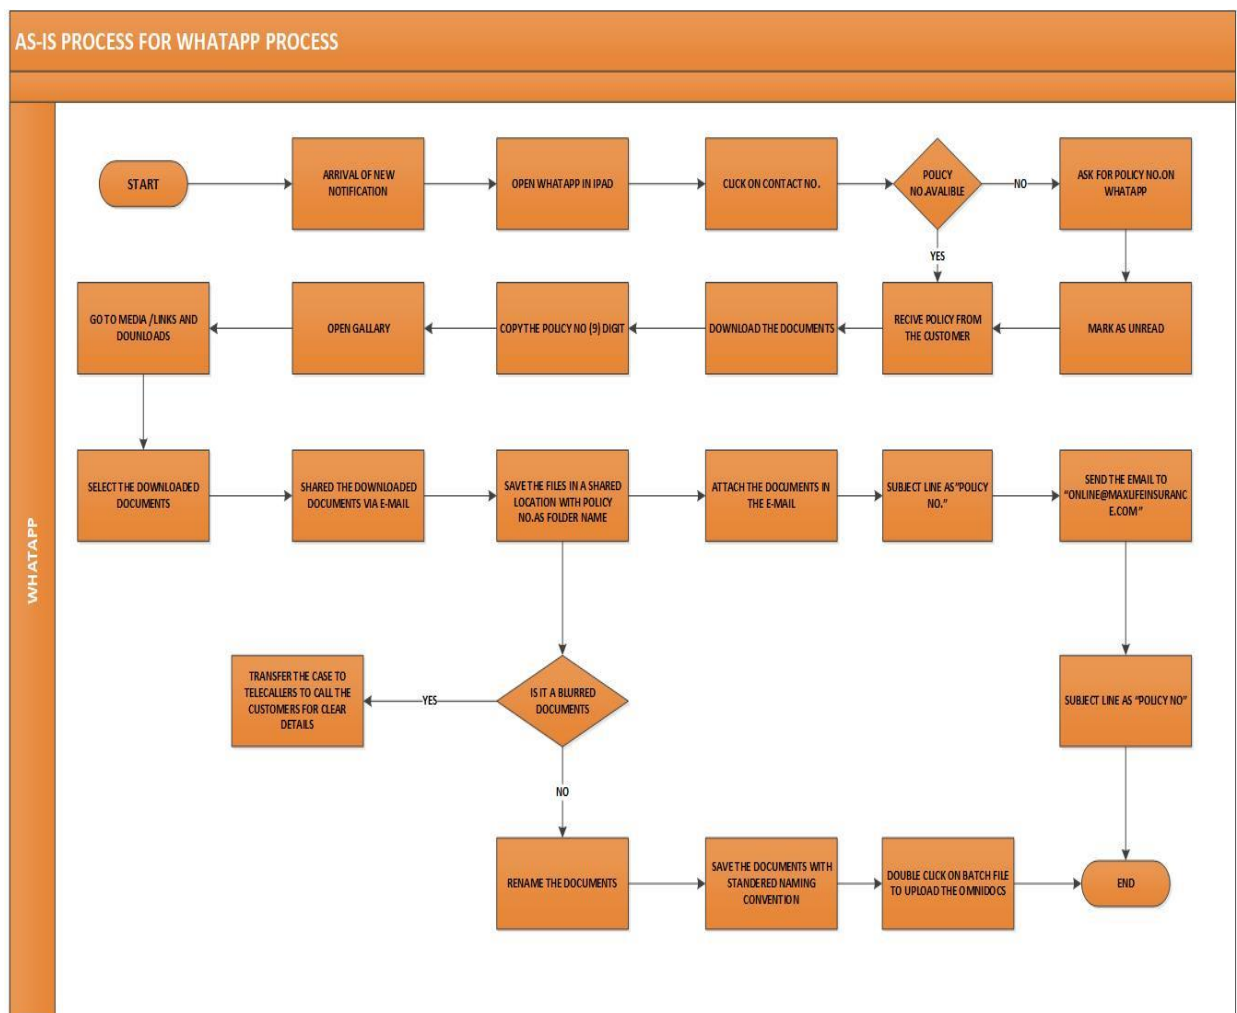 AS-IS PROCESS FOR WHATAPP PROCESS
WHATAPP
START
ARRIVAL OF NEW
NOTIFICATION
OPEN WHATAPP IN IPAD
CLICK ON CONTACT NO.
POLICY
NO.AVALIBLE
NO
ASK FOR POLICY NO.ON
WHATAPP
YES
GO TO MEDIA /LINKS AND
DOUNLOADS
OPEN GALLARY
COPY THE POLICY NO (9) DIGIT
DOWNLOAD THE DOCUMENTS
RECIVE POLICY FROM
THE CUSTOMER
MARK AS UNREAD
SELECT THE DOWNLOADED
DOCUMENTS
SHARED THE DOWNLOADED
DOCUMENTS VIA E-MAIL
SAVE THE FILES IN A SHARED
LOCATION WITH POLICY
NO.AS FOLDER NAME
ATTACH THE DOCUMENTS IN
THE E-MAIL
SUBJECT LINE AS"POLICY
NO."
SEND THE EMAIL TO
"ONLINE@MAXLIFEINSURANC
E.COM"
TRANSFER THE CASE TO
TELECALLERS TO CALL THE
CUSTOMERS FOR CLEAR
DETAILS
YES
IS IT A BLURRED
DOCUMENTS
SUBJECT LINE AS "POLICY NO"
NO
RENAME THE DOCUMENTS
SAVE THE DOCUMENTS WITH
STANDERED NAMING
CONVENTION
DOUBLE CLICK ON BATCH FILE
TO UPLOAD THE OMNIDOCS
END